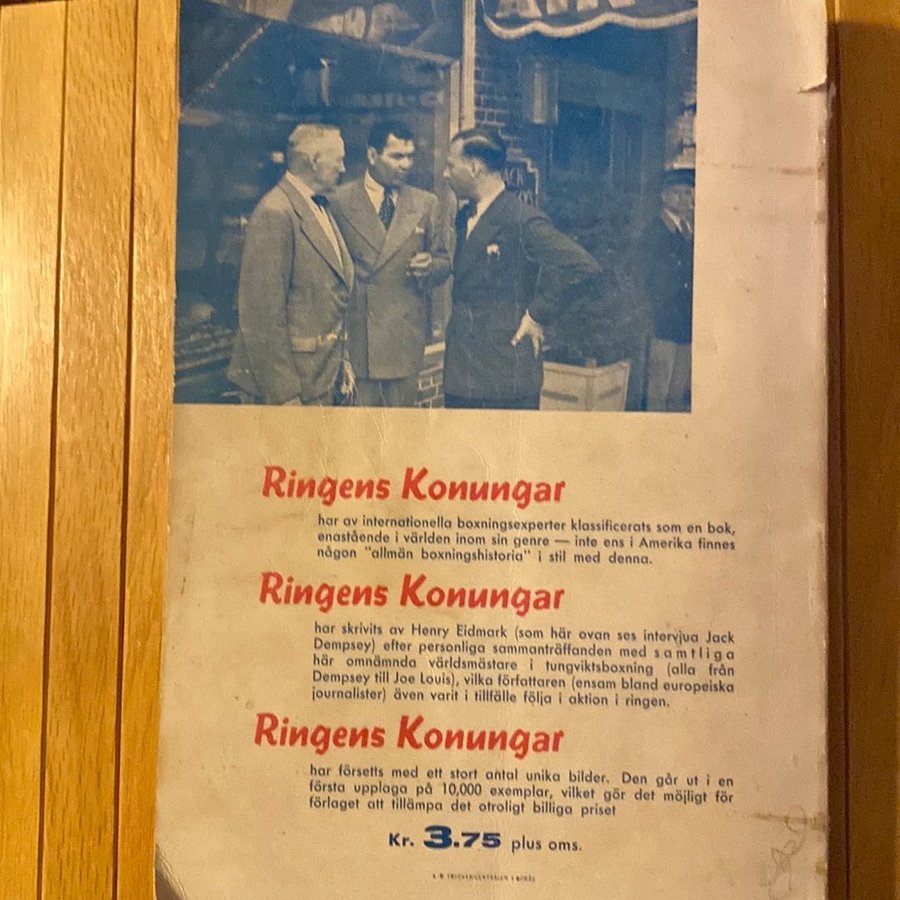 ACK
Ringens Konungar
har av internationella boxningsexperter klassificerats som en bok,
enastående i världen inom sin genre — inte ens i Amerika finnes
någon "allmän boxningshistoria" i stil med denna.
Ringens Konungar
har skrivits av Henry Eidmark (som här ovan ses intervjua Jack
Dempsey) efter personliga sammanträffanden med s a m t l i g a
här omnämnda världsmästare i tungviktsboxning (alla från
Dempsey till Joe Louis), vilka författaren (ensam bland europeiska
journalister) även varit i tillfälle följa i aktion i ringen.
Ringens Konungar
har försetts med ett stort antal unika bilder. Den går ut i en
första upplaga på 10,000 exemplar, vilket gör det möjligt för
förlaget att tillämpa det otroligt billiga priset
Kr. 3.75 plus oms.